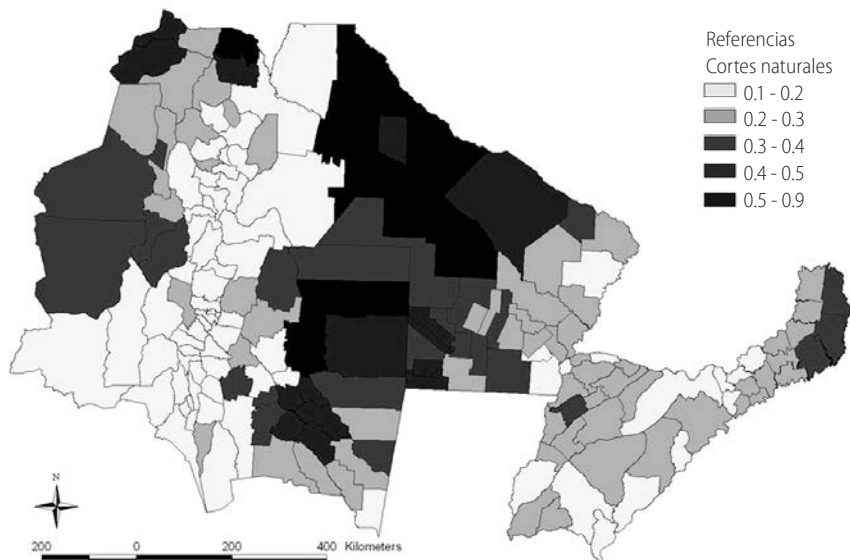 Referencias
Cortes naturales
0.1 - 0.2
0.2 - 0.3
0.3 - 0.4
0.4 - 0.5
0.5 - 0.9
N
200 0 200 400 Kilometers